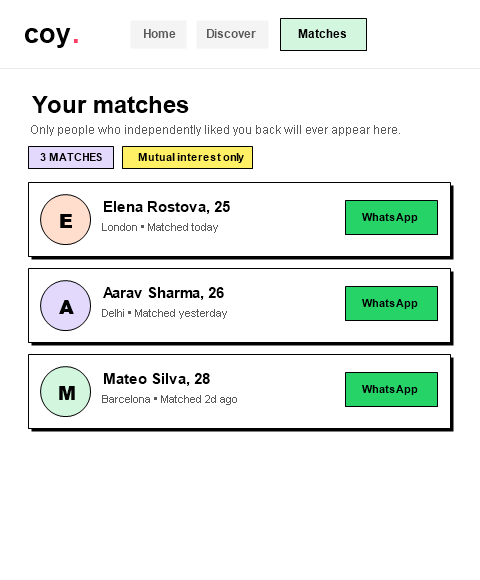 coy.
Home Discover Matches
Your matches
Only people who independently liked you back will ever appear here.
3 MATCHES Mutual interest only
E
Elena Rostova, 25
London • Matched today
WhatsApp
A
Aarav Sharma, 26
Delhi • Matched yesterday
WhatsApp
M
Mateo Silva, 28
Barcelona • Matched 2d ago
WhatsApp